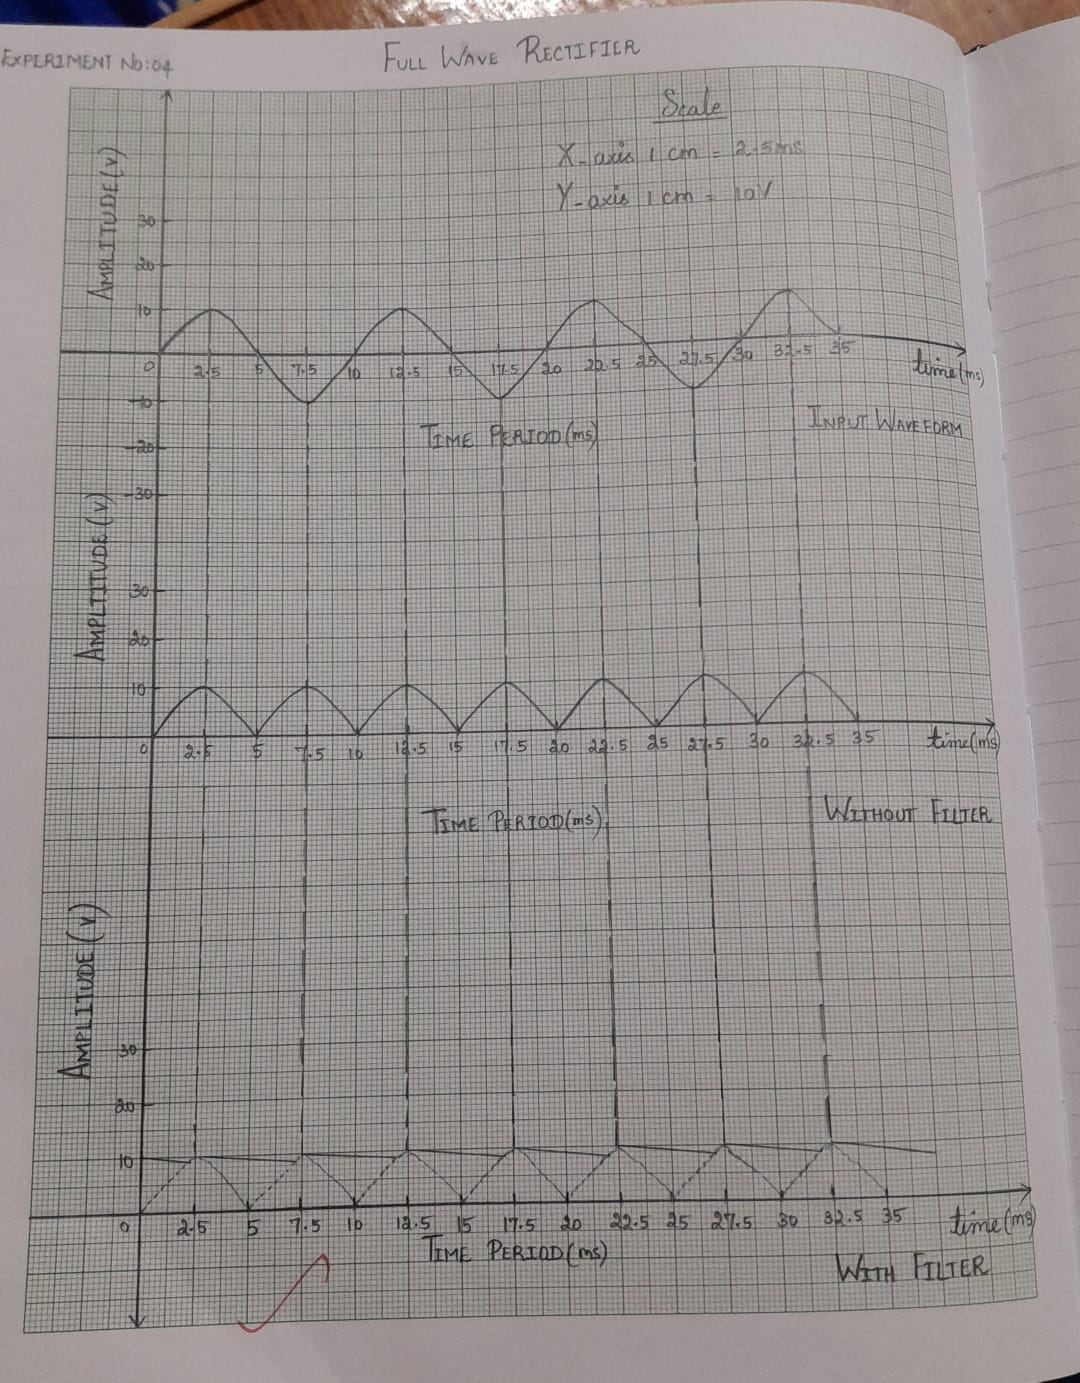 EXPERIMENT No:04
FULL WAVE RECTIFIER
Scale
X-axis 1 cm = 2.5ms
Y-axis 1 cm = 10V
AMPLITUDE (V)
30
20
10
0 2.5 5 7.5 10 12.5 15 17.5 20 22.5 25 27.5 30 32.5 35 time (ms)
-10
-20
-30
TIME PERIOD (ms)
INPUT WAVEFORM
AMPLTITUDE (V)
30
20
10
0 2.5 5 7.5 10 12.5 15 17.5 20 22.5 25 27.5 30 32.5 35 time (ms)
TIME PERIOD (ms)
WITHOUT FILTER
AMPLITUDE (V)
30
20
10
0 2.5 5 7.5 10 12.5 15 17.5 20 22.5 25 27.5 30 32.5 35 time (ms)
TIME PERIOD (ms)
WITH FILTER